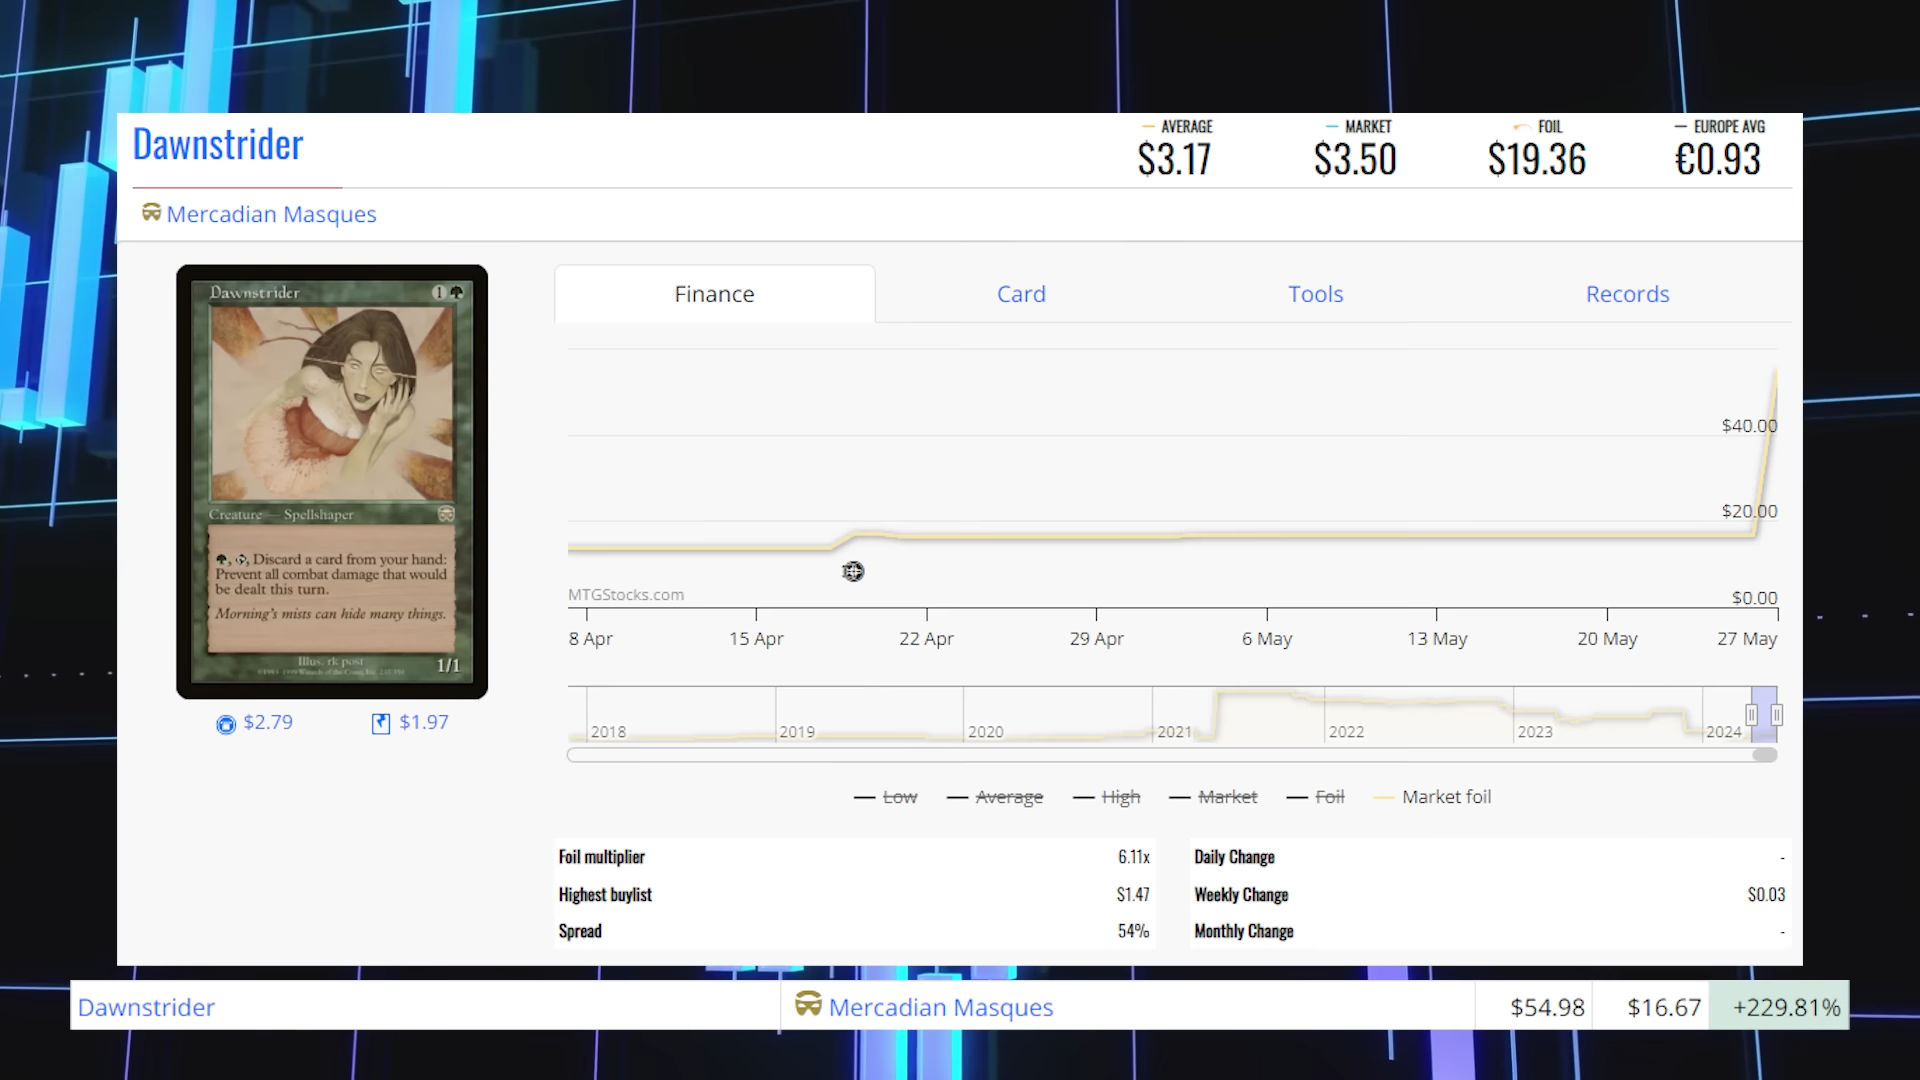 Dawnstrider
AVERAGE
$3.17
MARKET
$3.50
FOIL
$19.36
EUROPE AVG
€0.93
Mercadian Masques
Finance
Card
Tools
Records
Dawnstrider 1
Creature — Spellshaper
, , Discard a card from your hand:
Prevent all combat damage that would
be dealt this turn.
Morning's mists can hide many things.
Illus. rk post
1/1
$2.79
$1.97
$40.00
$20.00
$0.00
MTGStocks.com
8 Apr
15 Apr
22 Apr
29 Apr
6 May
13 May
20 May
27 May
2018
2019
2020
2021
2022
2023
2024
Low
Average
High
Market
Foil
Market foil
Foil multiplier 6.11x
Highest buylist $1.47
Spread 54%
Daily Change -
Weekly Change $0.03
Monthly Change -
Dawnstrider Mercadian Masques $54.98 $16.67 +229.81%